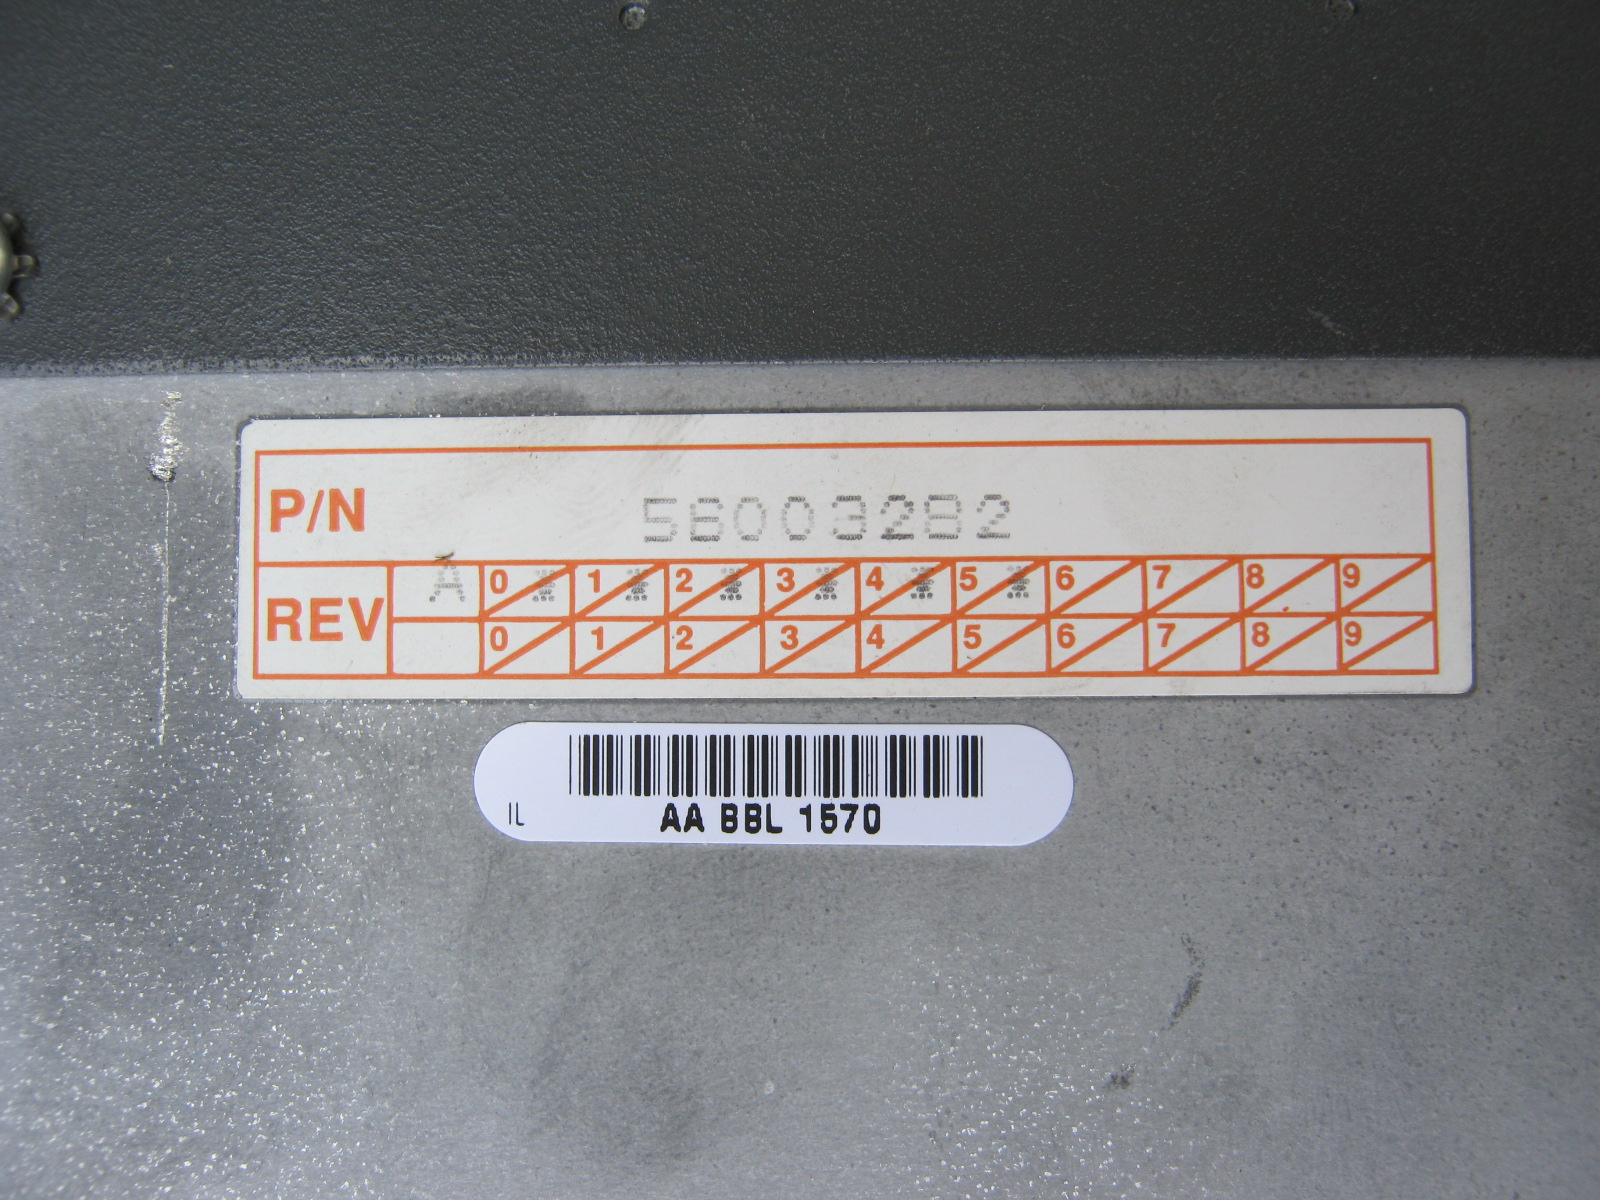 P/N 580032B2
REV A 0 X 1 X 2 X 3 X 4 X 5 X 6 7 8 9
0 1 2 3 4 5 6 7 8 9
IL AA BBL 1570